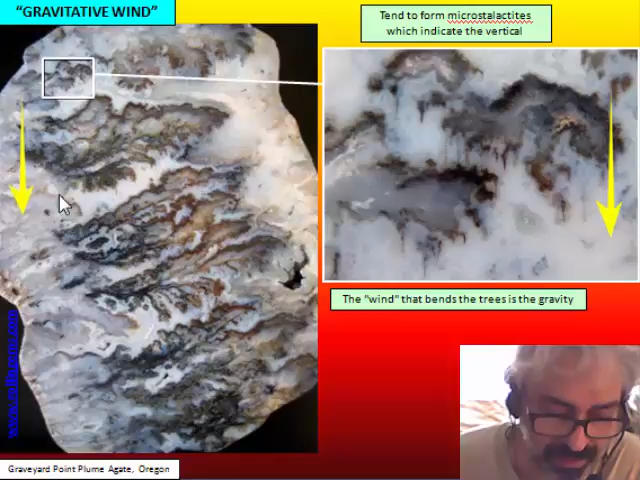 "GRAVITATIVE WIND"
Tend to form microstalactites
which indicate the vertical
The "wind" that bends the trees is the gravity
Graveyard Point Plume Agate, Oregon